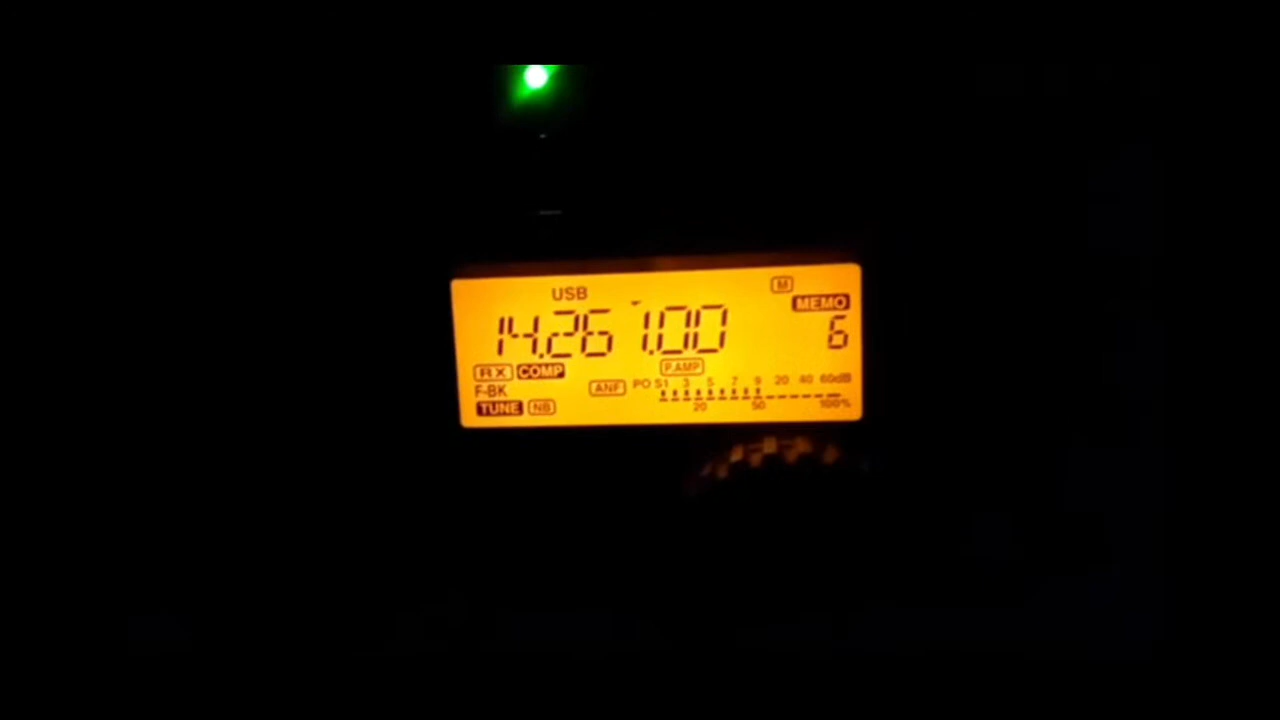 USB M
MEMO
14.261.00 6
RX COMP P.AMP
F-BK ANF PO S1 3 5 7 9 20 40 60dB
TUNE NB 20 50 100%